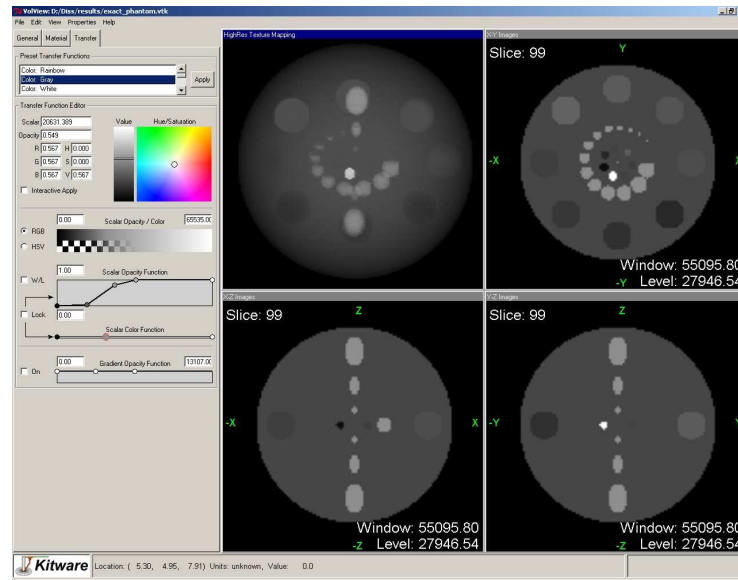 VolView: D:/Diss/results/exact_phantom.vtk
File Edit View Properties Help
General Material Transfer
Preset Transfer Functions
Color: Rainbow
Color: Gray
Color: White
Apply
Transfer Function Editor
Scalar 20631.389
Opacity 0.549
R 0.567 H 0.000
G 0.567 S 0.000
B 0.567 V 0.567
Interactive Apply
Value
Hue/Saturation
0.00 Scalar Opacity / Color 65535.00
RGB
HSV
1.00 Scalar Opacity Function
W/L
Lock 0.00
Scalar Color Function
0.00 Gradient Opacity Function 13107.00
On
HighRes Texture Mapping
X-Y Images
Slice: 99
Y
-X
X
Window: 55095.80
-Y Level: 27946.54
X-Z Images
Slice: 99
Z
-X
X
Window: 55095.80
-Z Level: 27946.54
Y-Z Images
Slice: 99
Z
-Y
Y
Window: 55095.80
-Z Level: 27946.54
Kitware
Location: ( 5.30, 4.95, 7.91) Units: unknown, Value: 0.0